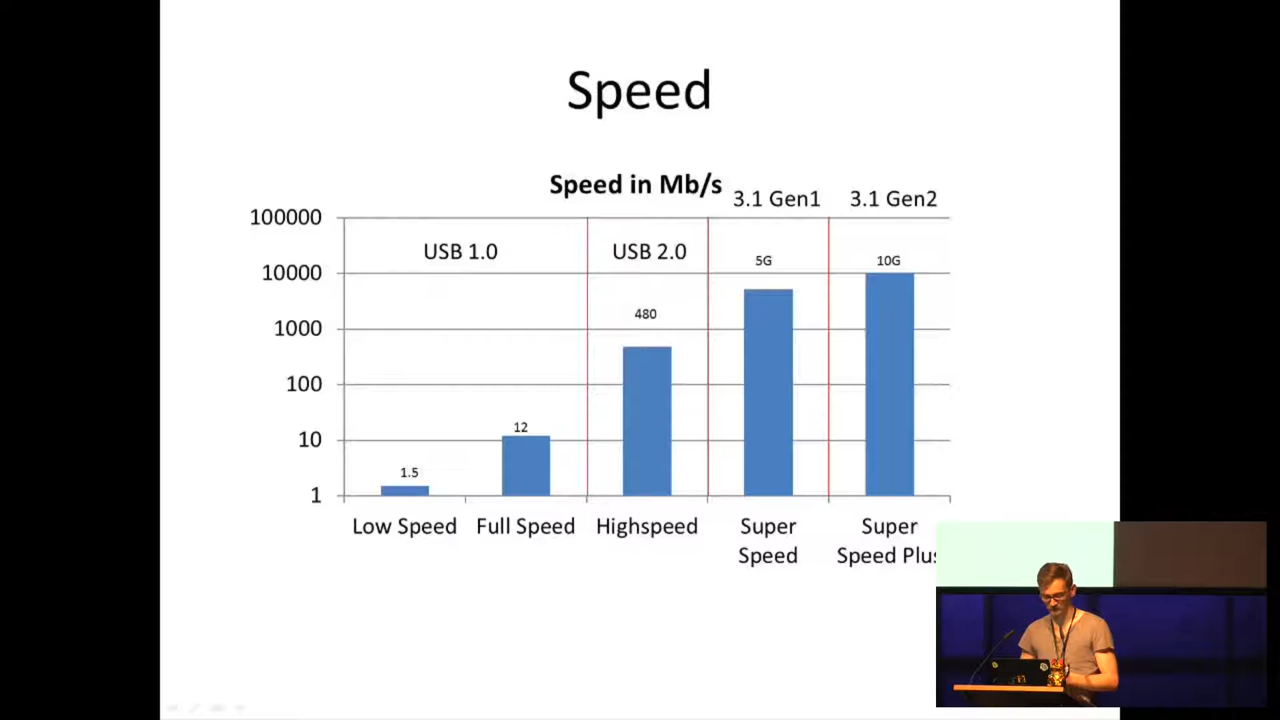 Speed
Speed in Mb/s
3.1 Gen1
3.1 Gen2
100000
USB 1.0
USB 2.0
5G
10G
10000
480
1000
100
12
10
1.5
1
Low Speed
Full Speed
Highspeed
Super
Speed
Super
Speed Plus